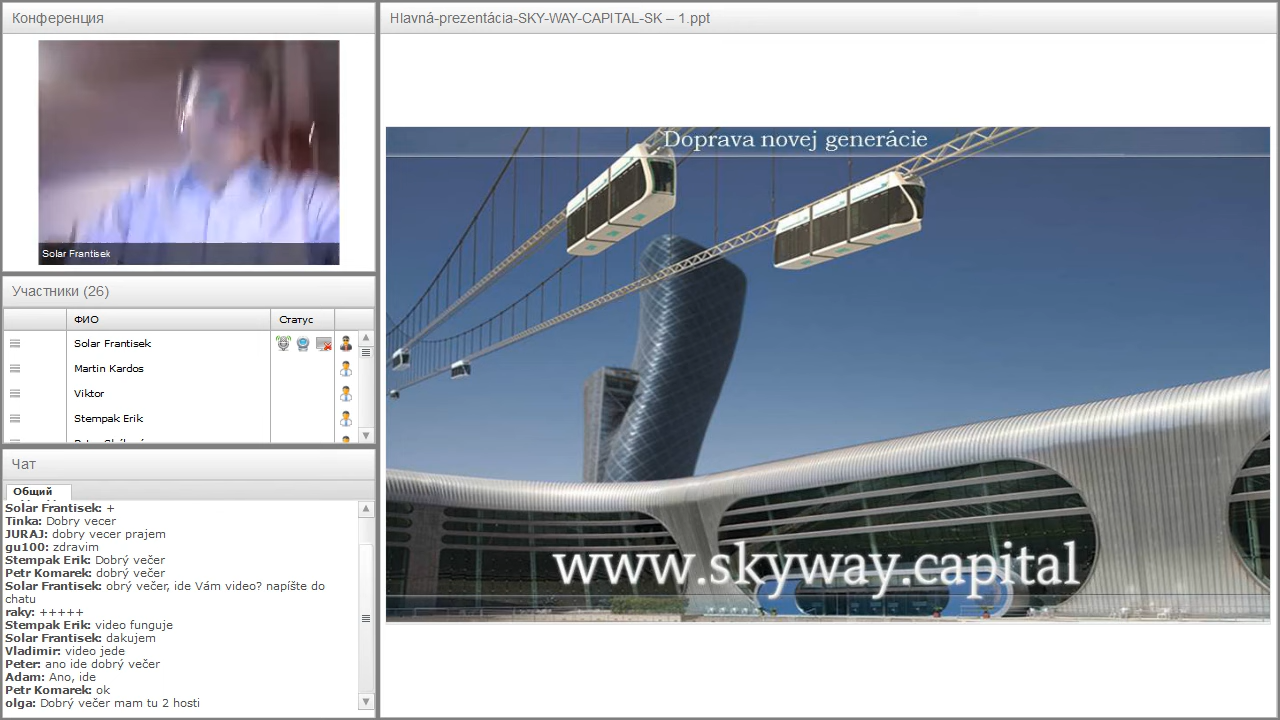 Конференция
Solar Frantisek
Участники (26)
ФИО Статус
Solar Frantisek
Martin Kardos
Viktor
Stempak Erik
Чат
Общий
Solar Frantisek: +
Tinka: Dobry vecer
JURAJ: dobry vecer prajem
gu100: zdravim
Stempak Erik: Dobrý večer
Petr Komarek: dobrý večer
Solar Frantisek: obrý večer, ide Vám video? napíšte do
chatu
raky: +++++
Stempak Erik: video funguje
Solar Frantisek: dakujem
Vladimir: video jede
Peter: ano ide dobrý večer
Adam: Ano, ide
Petr Komarek: ok
olga: Dobrý večer mam tu 2 hosti
Hlavná-prezentácia-SKY-WAY-CAPITAL-SK – 1.ppt
Doprava novej generácie
www.skyway.capital